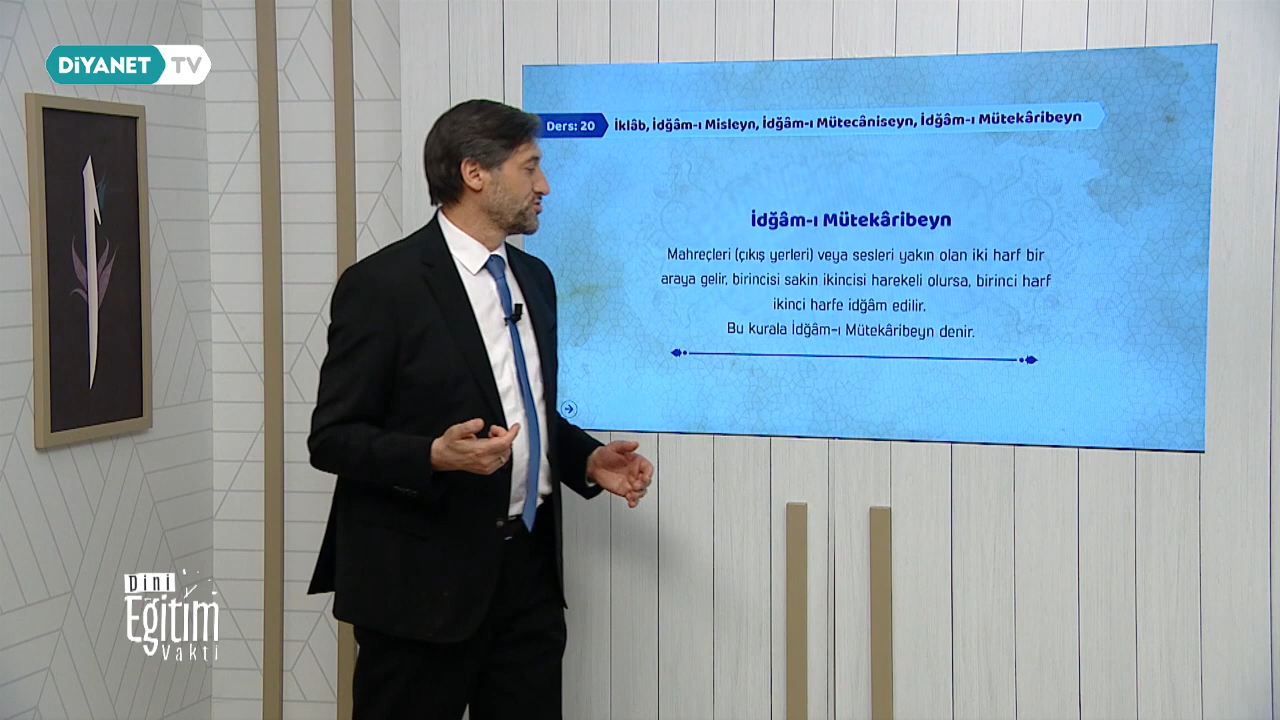 DİYANET TV
Ders: 20 İklâb, İdğâm-ı Misleyn, İdğâm-ı Mütecâniseyn, İdğâm-ı Mütekâribeyn
İdğâm-ı Mütekâribeyn
Mahreçleri (çıkış yerleri) veya sesleri yakın olan iki harf bir
araya gelir, birincisi sakin ikincisi harekeli olursa, birinci harf
ikinci harfe idğâm edilir.
Bu kurala İdğâm-ı Mütekâribeyn denir.
Dini
Eğitim
Vakti